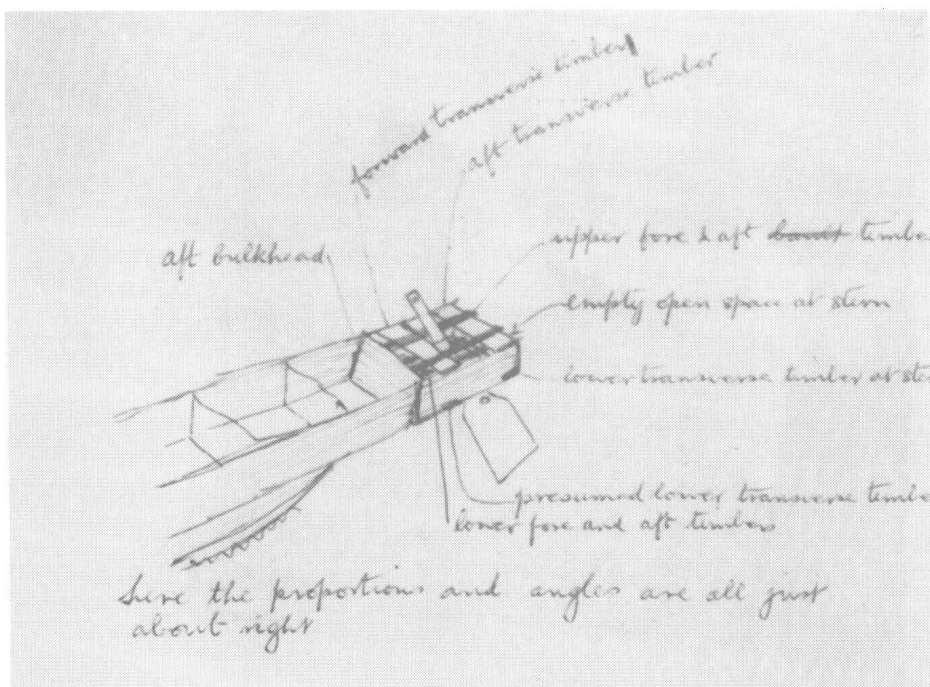 forward transverse timber
aft transverse timber
aft bulkhead
upper fore & aft timbe
empty open space at stern
lower transverse timber at ste
presumed lower transverse timbe
lower fore and aft timbers
Sure the proportions and angles are all just
about right